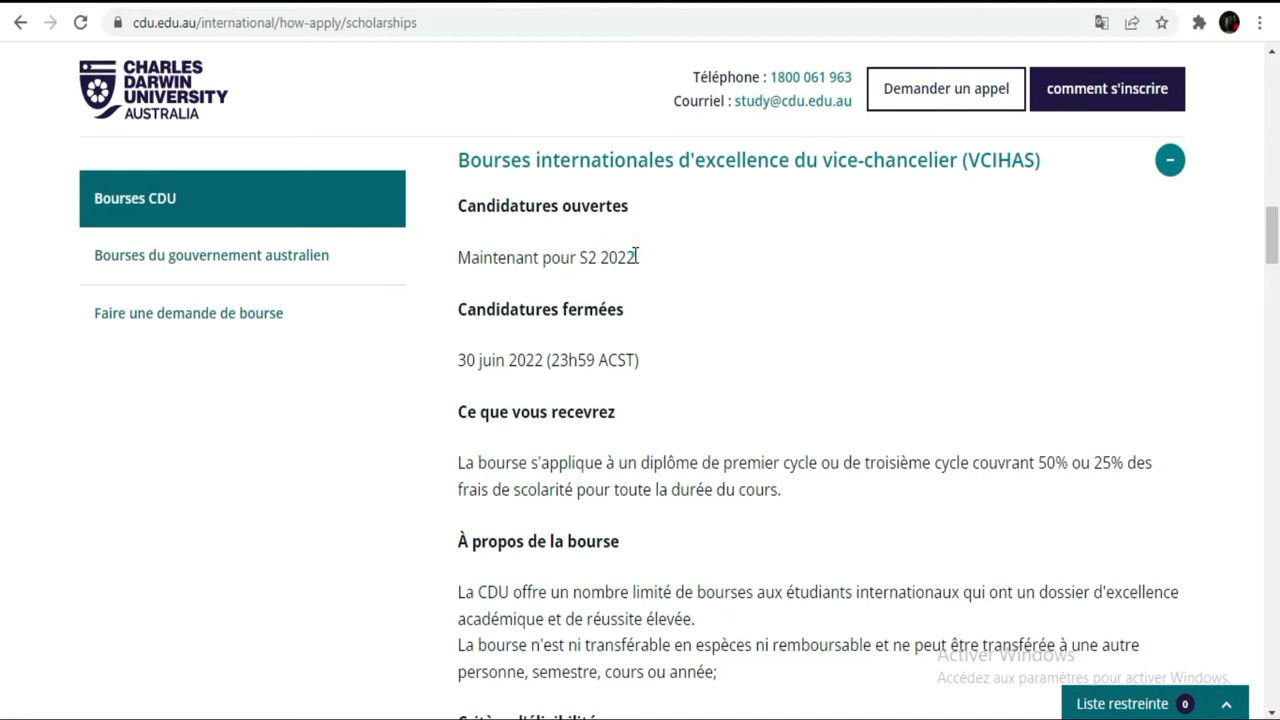 cdu.edu.au/international/how-apply/scholarships
CHARLES
DARWIN
UNIVERSITY
AUSTRALIA
Téléphone : 1800 061 963
Courriel : study@cdu.edu.au
Demander un appel
comment s'inscrire
Bourses CDU
Bourses du gouvernement australien
Faire une demande de bourse
Bourses internationales d'excellence du vice-chancelier (VCIHAS)
Candidatures ouvertes
Maintenant pour S2 2022
Candidatures fermées
30 juin 2022 (23h59 ACST)
Ce que vous recevrez
La bourse s'applique à un diplôme de premier cycle ou de troisième cycle couvrant 50% ou 25% des
frais de scolarité pour toute la durée du cours.
À propos de la bourse
La CDU offre un nombre limité de bourses aux étudiants internationaux qui ont un dossier d'excellence
académique et de réussite élevée.
La bourse n'est ni transférable en espèces ni remboursable et ne peut être transférée à une autre
personne, semestre, cours ou année;
Critères d'éligibilité
Activer Windows
Accédez aux paramètres pour activer Windows.
Liste restreinte 0